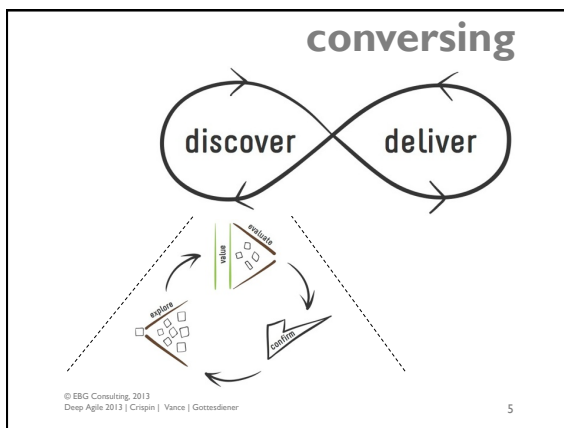 conversing
discover
deliver
value
evaluate
explore
confirm
© EBG Consulting, 2013
Deep Agile 2013 | Crispin | Vance | Gottesdiener
5